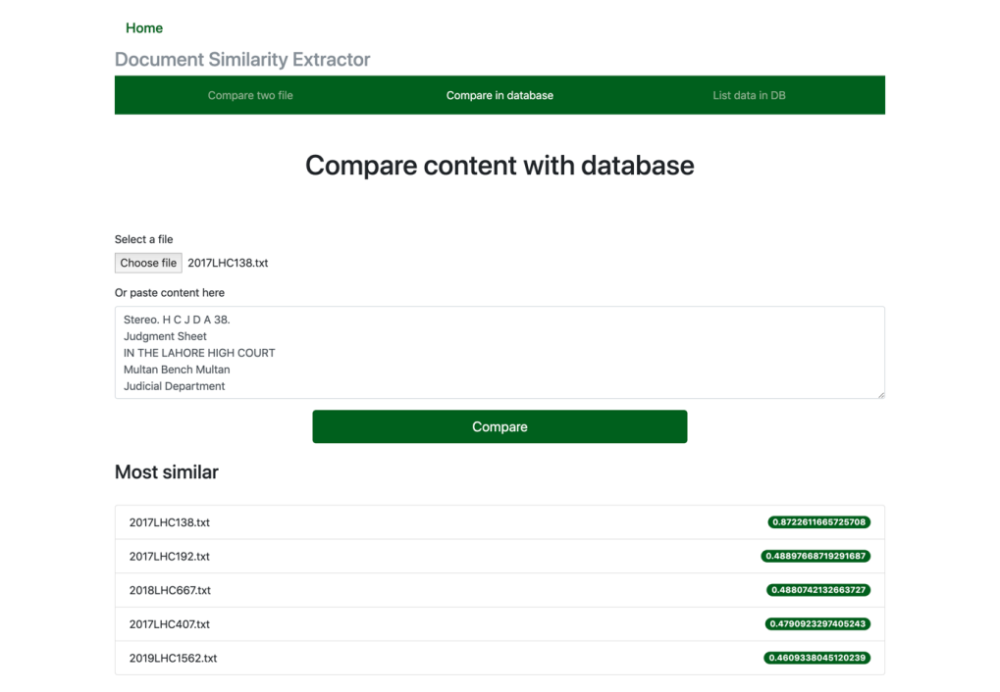 Home
Document Similarity Extractor
Compare two file
Compare in database
List data in DB
Compare content with database
Select a file
Choose file 2017LHC138.txt
Or paste content here
Stereo. H C J D A 38.
Judgment Sheet
IN THE LAHORE HIGH COURT
Multan Bench Multan
Judicial Department
Compare
Most similar
2017LHC138.txt 0.8722611665725708
2017LHC192.txt 0.48897668719291687
2018LHC667.txt 0.4880742132663727
2017LHC407.txt 0.4790923297405243
2019LHC1562.txt 0.4609338045120239